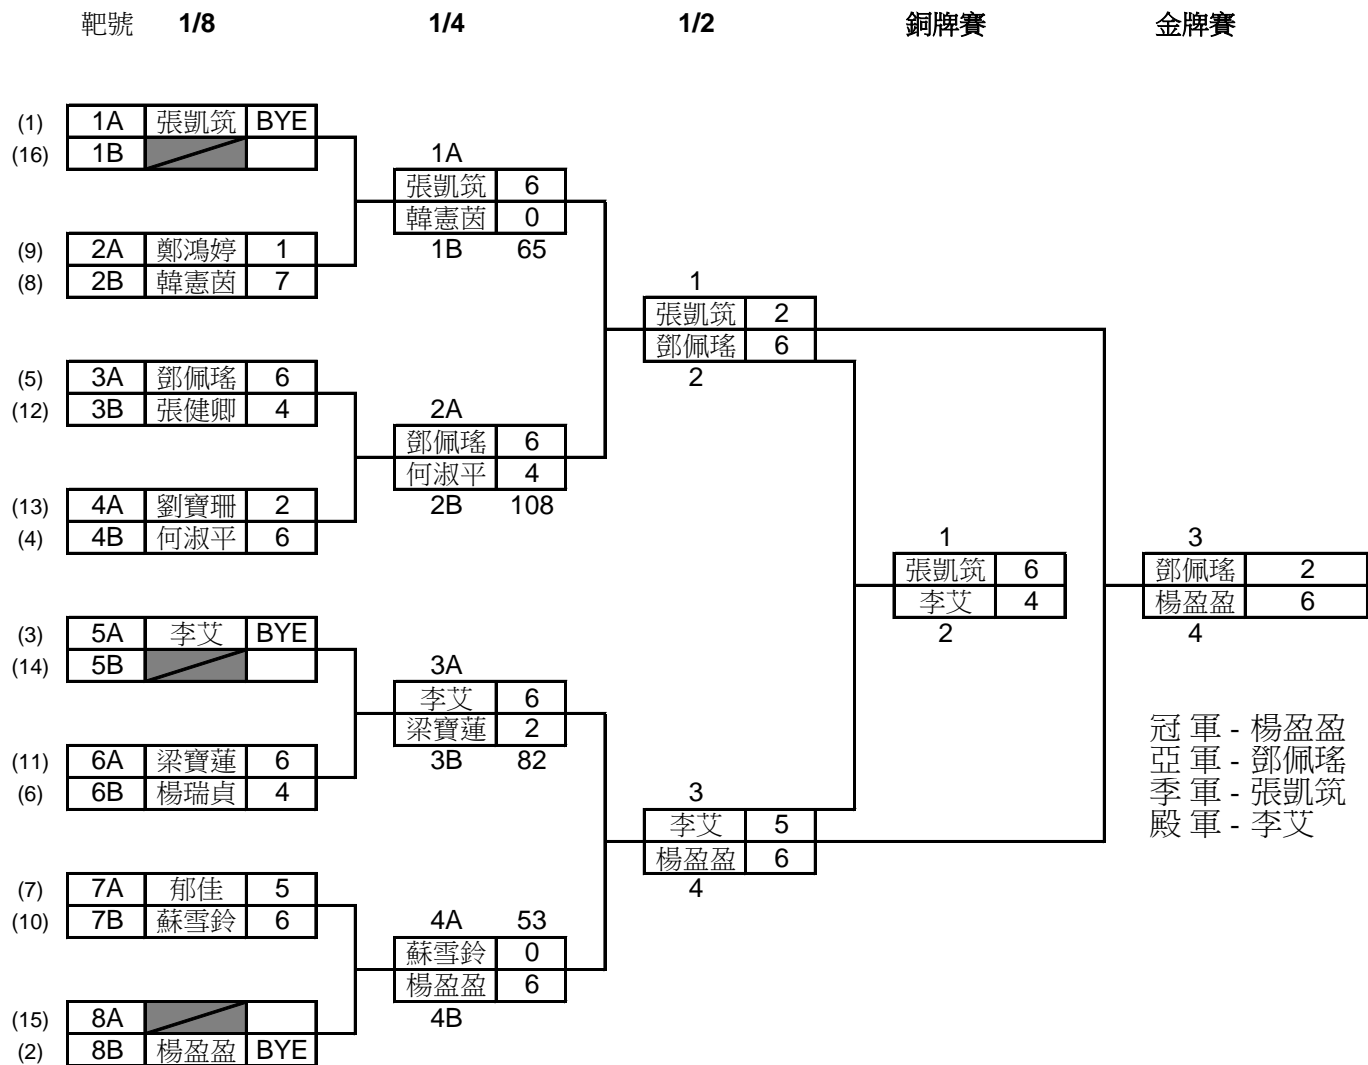 靶號 1/8 1/4 1/2 銅牌賽 金牌賽
(1) 1A 張凱筑 BYE
(16) 1B
1A
張凱筑 6
韓憲茵 0
1B 65
(9) 2A 鄭鴻婷 1
(8) 2B 韓憲茵 7
1
張凱筑 2
鄧佩瑤 6
2
(5) 3A 鄧佩瑤 6
(12) 3B 張健卿 4
2A
鄧佩瑤 6
何淑平 4
2B 108
(13) 4A 劉寶珊 2
(4) 4B 何淑平 6
1
張凱筑 6
李艾 4
2
3
鄧佩瑤 2
楊盈盈 6
4
(3) 5A 李艾 BYE
(14) 5B
3A
李艾 6
梁寶蓮 2
3B 82
(11) 6A 梁寶蓮 6
(6) 6B 楊瑞貞 4
冠 軍 - 楊盈盈
亞 軍 - 鄧佩瑤
季 軍 - 張凱筑
殿 軍 - 李艾
3
李艾 5
楊盈盈 6
4
(7) 7A 郁佳 5
(10) 7B 蘇雪鈴 6
4A 53
蘇雪鈴 0
楊盈盈 6
4B
(15) 8A
(2) 8B 楊盈盈 BYE